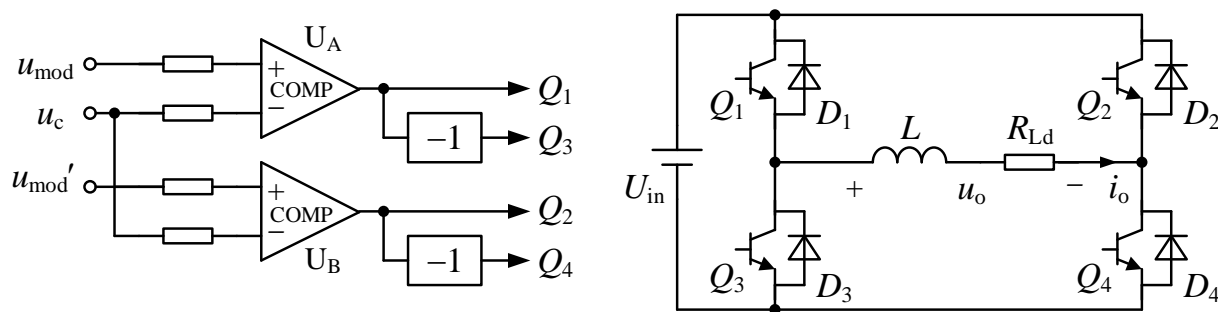 U_A
u_mod
+
COMP
−
Q_1
u_c
−1
Q_3
u_mod′
+
COMP
−
Q_2
U_B
−1
Q_4
Q_1
D_1
Q_2
D_2
L
R_Ld
U_in
+
u_o
−
i_o
Q_3
D_3
Q_4
D_4